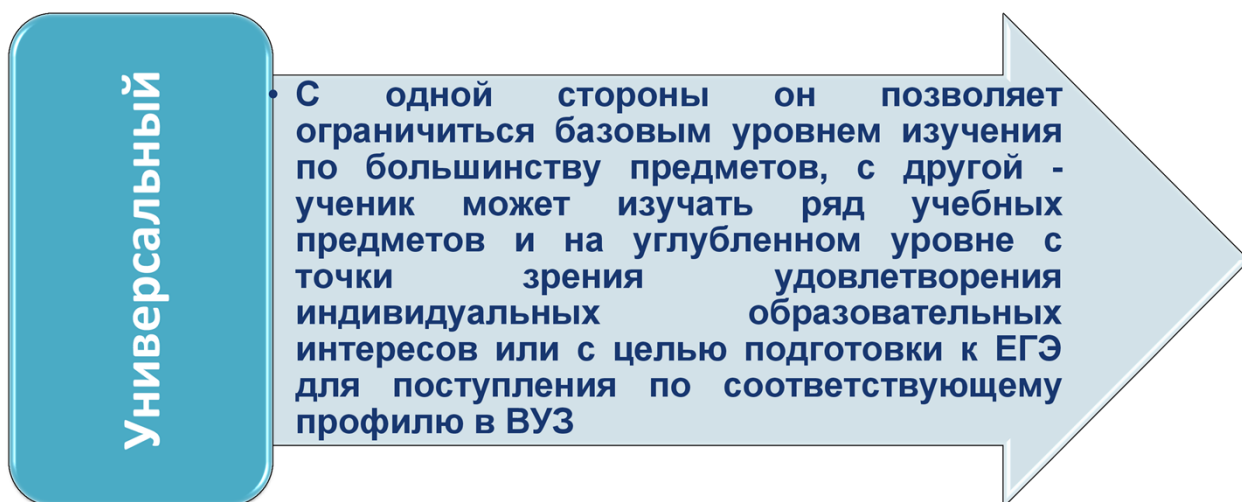 Универсальный
• С одной стороны он позволяет
ограничиться базовым уровнем изучения
по большинству предметов, с другой -
ученик может изучать ряд учебных
предметов и на углубленном уровне с
точки зрения удовлетворения
индивидуальных образовательных
интересов или с целью подготовки к ЕГЭ
для поступления по соответствующему
профилю в ВУЗ